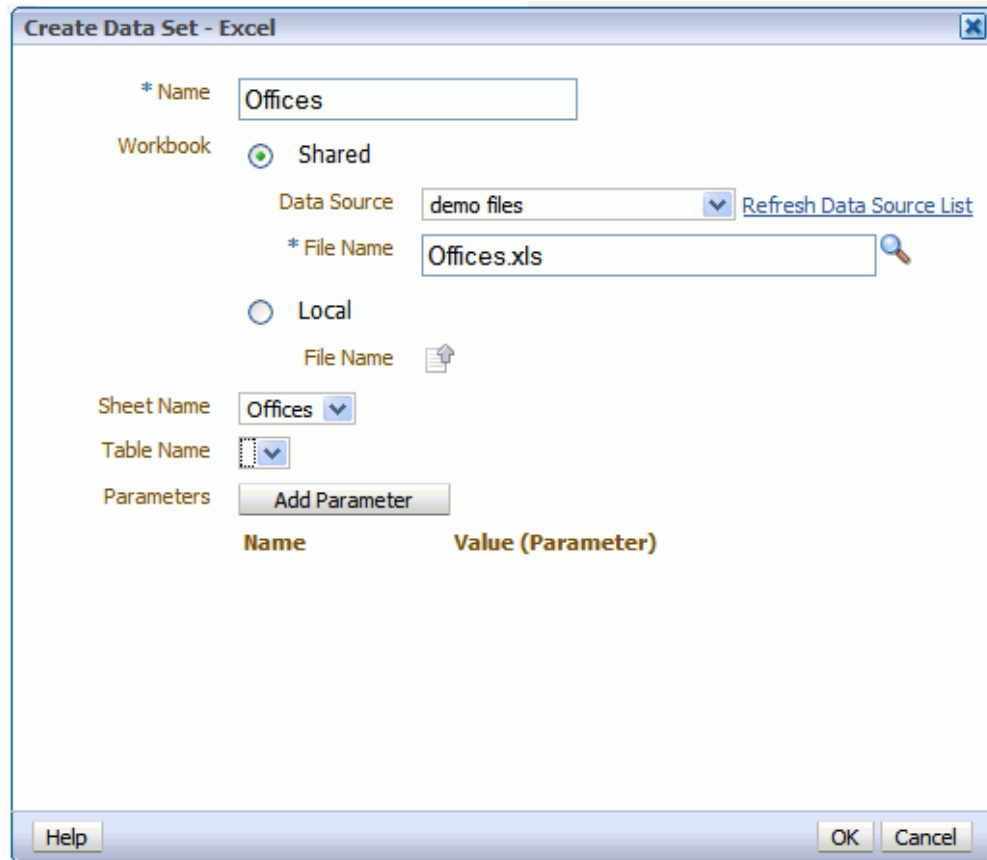 Create Data Set - Excel
* Name Offices
Workbook Shared
Data Source demo files Refresh Data Source List
* File Name Offices.xls
Local
File Name
Sheet Name Offices
Table Name
Parameters Add Parameter
Name Value (Parameter)
Help OK Cancel